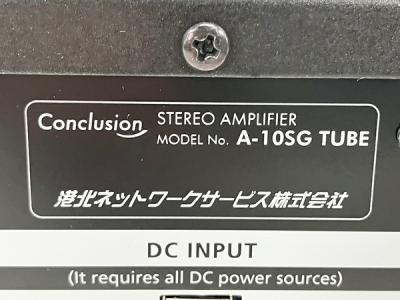 Conclusion STEREO AMPLIFIER
MODEL No. A-10SG TUBE
港北ネットワークサービス株式会社
DC INPUT
(It requires all DC power sources)